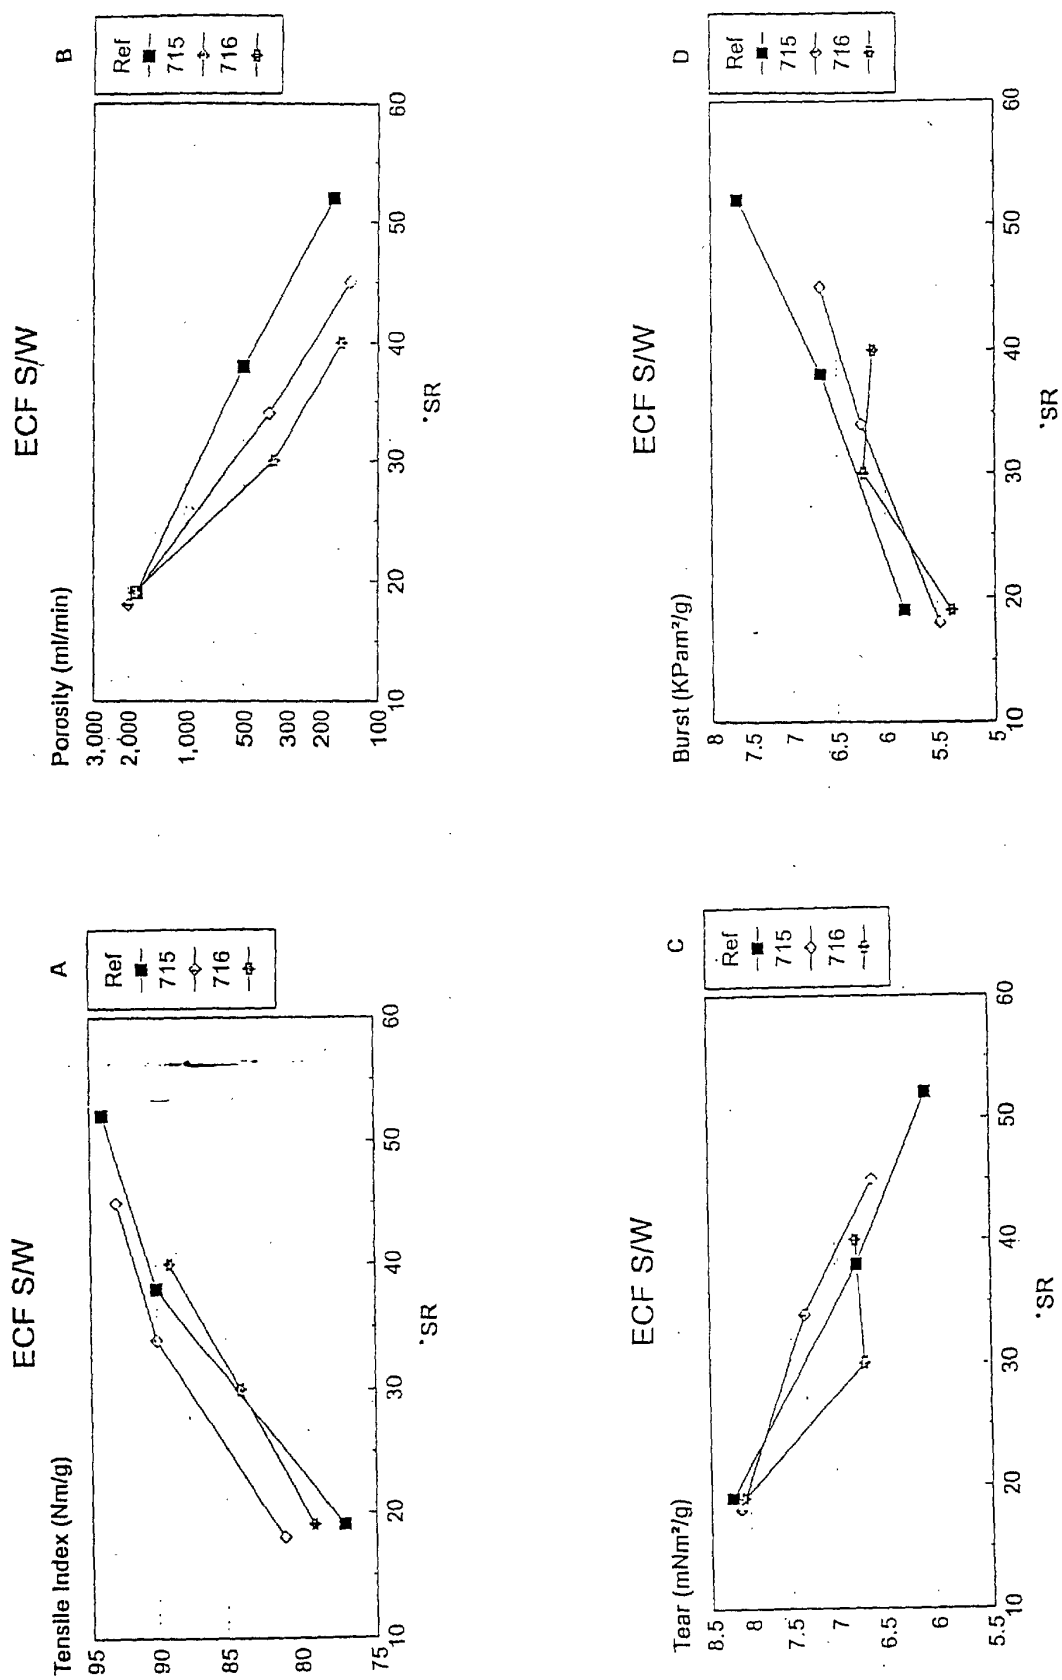 ECF S/W
A
Tensile Index (Nm/g)
95
90
85
80
75
10
20
30
40
50
60
°SR
Ref
715
716
ECF S/W
B
Porosity (ml/min)
3,000
2,000
1,000
500
300
200
100
10
20
30
40
50
60
°SR
Ref
715
716
ECF S/W
C
Tear (mNm²/g)
8.5
8
7.5
7
6.5
6
5.5
10
20
30
40
50
60
°SR
Ref
715
716
ECF S/W
D
Burst (KPam²/g)
8
7.5
7
6.5
6
5.5
5
10
20
30
40
50
60
°SR
Ref
715
716